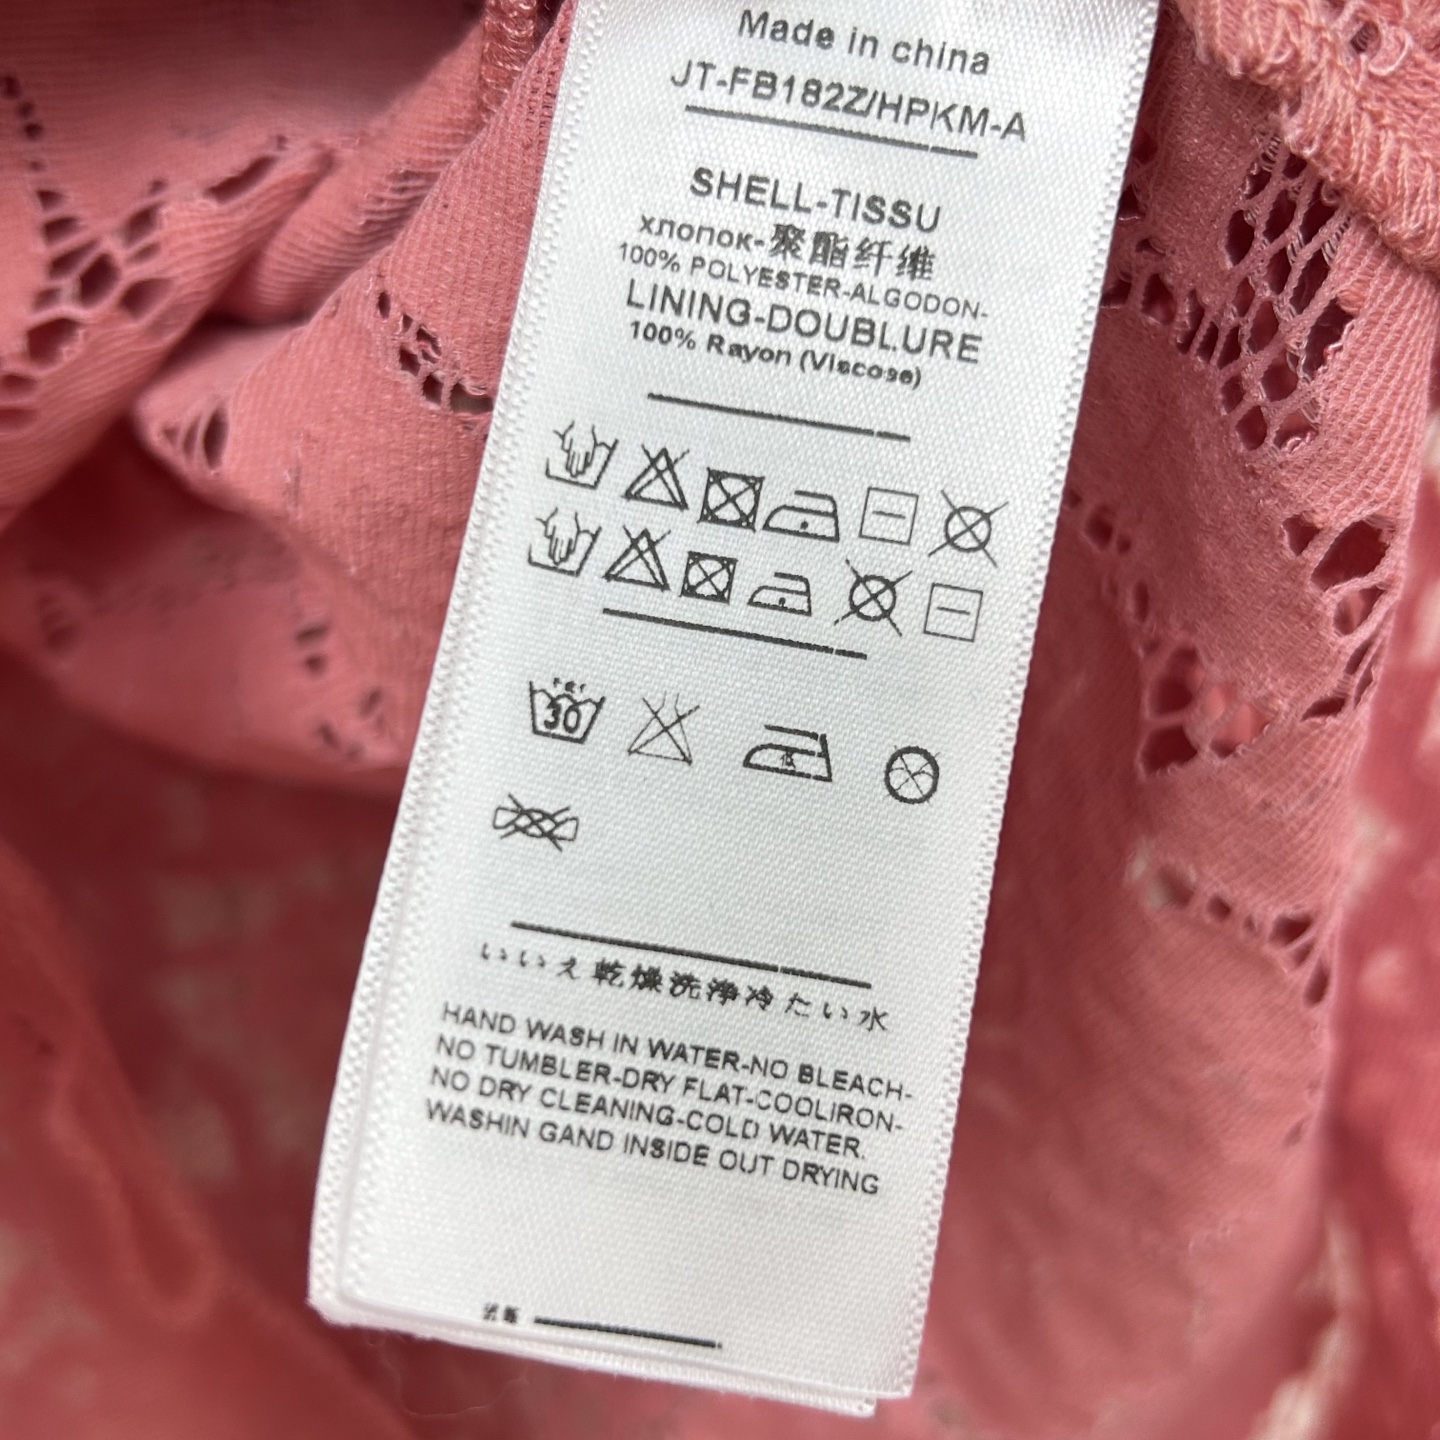 Made in china
JT-FB182Z/HPKM-A
SHELL-TISSU
хлопок-聚酯纤维
100% POLYESTER-ALGODON-
LINING-DOUBLURE
100% Rayon (Viscose)
30
いいえ乾燥洗浄冷たい水
HAND WASH IN WATER-NO BLEACH-
NO TUMBLER-DRY FLAT-COOLIRON-
NO DRY CLEANING-COLD WATER.
WASHIN GAND INSIDE OUT DRYING